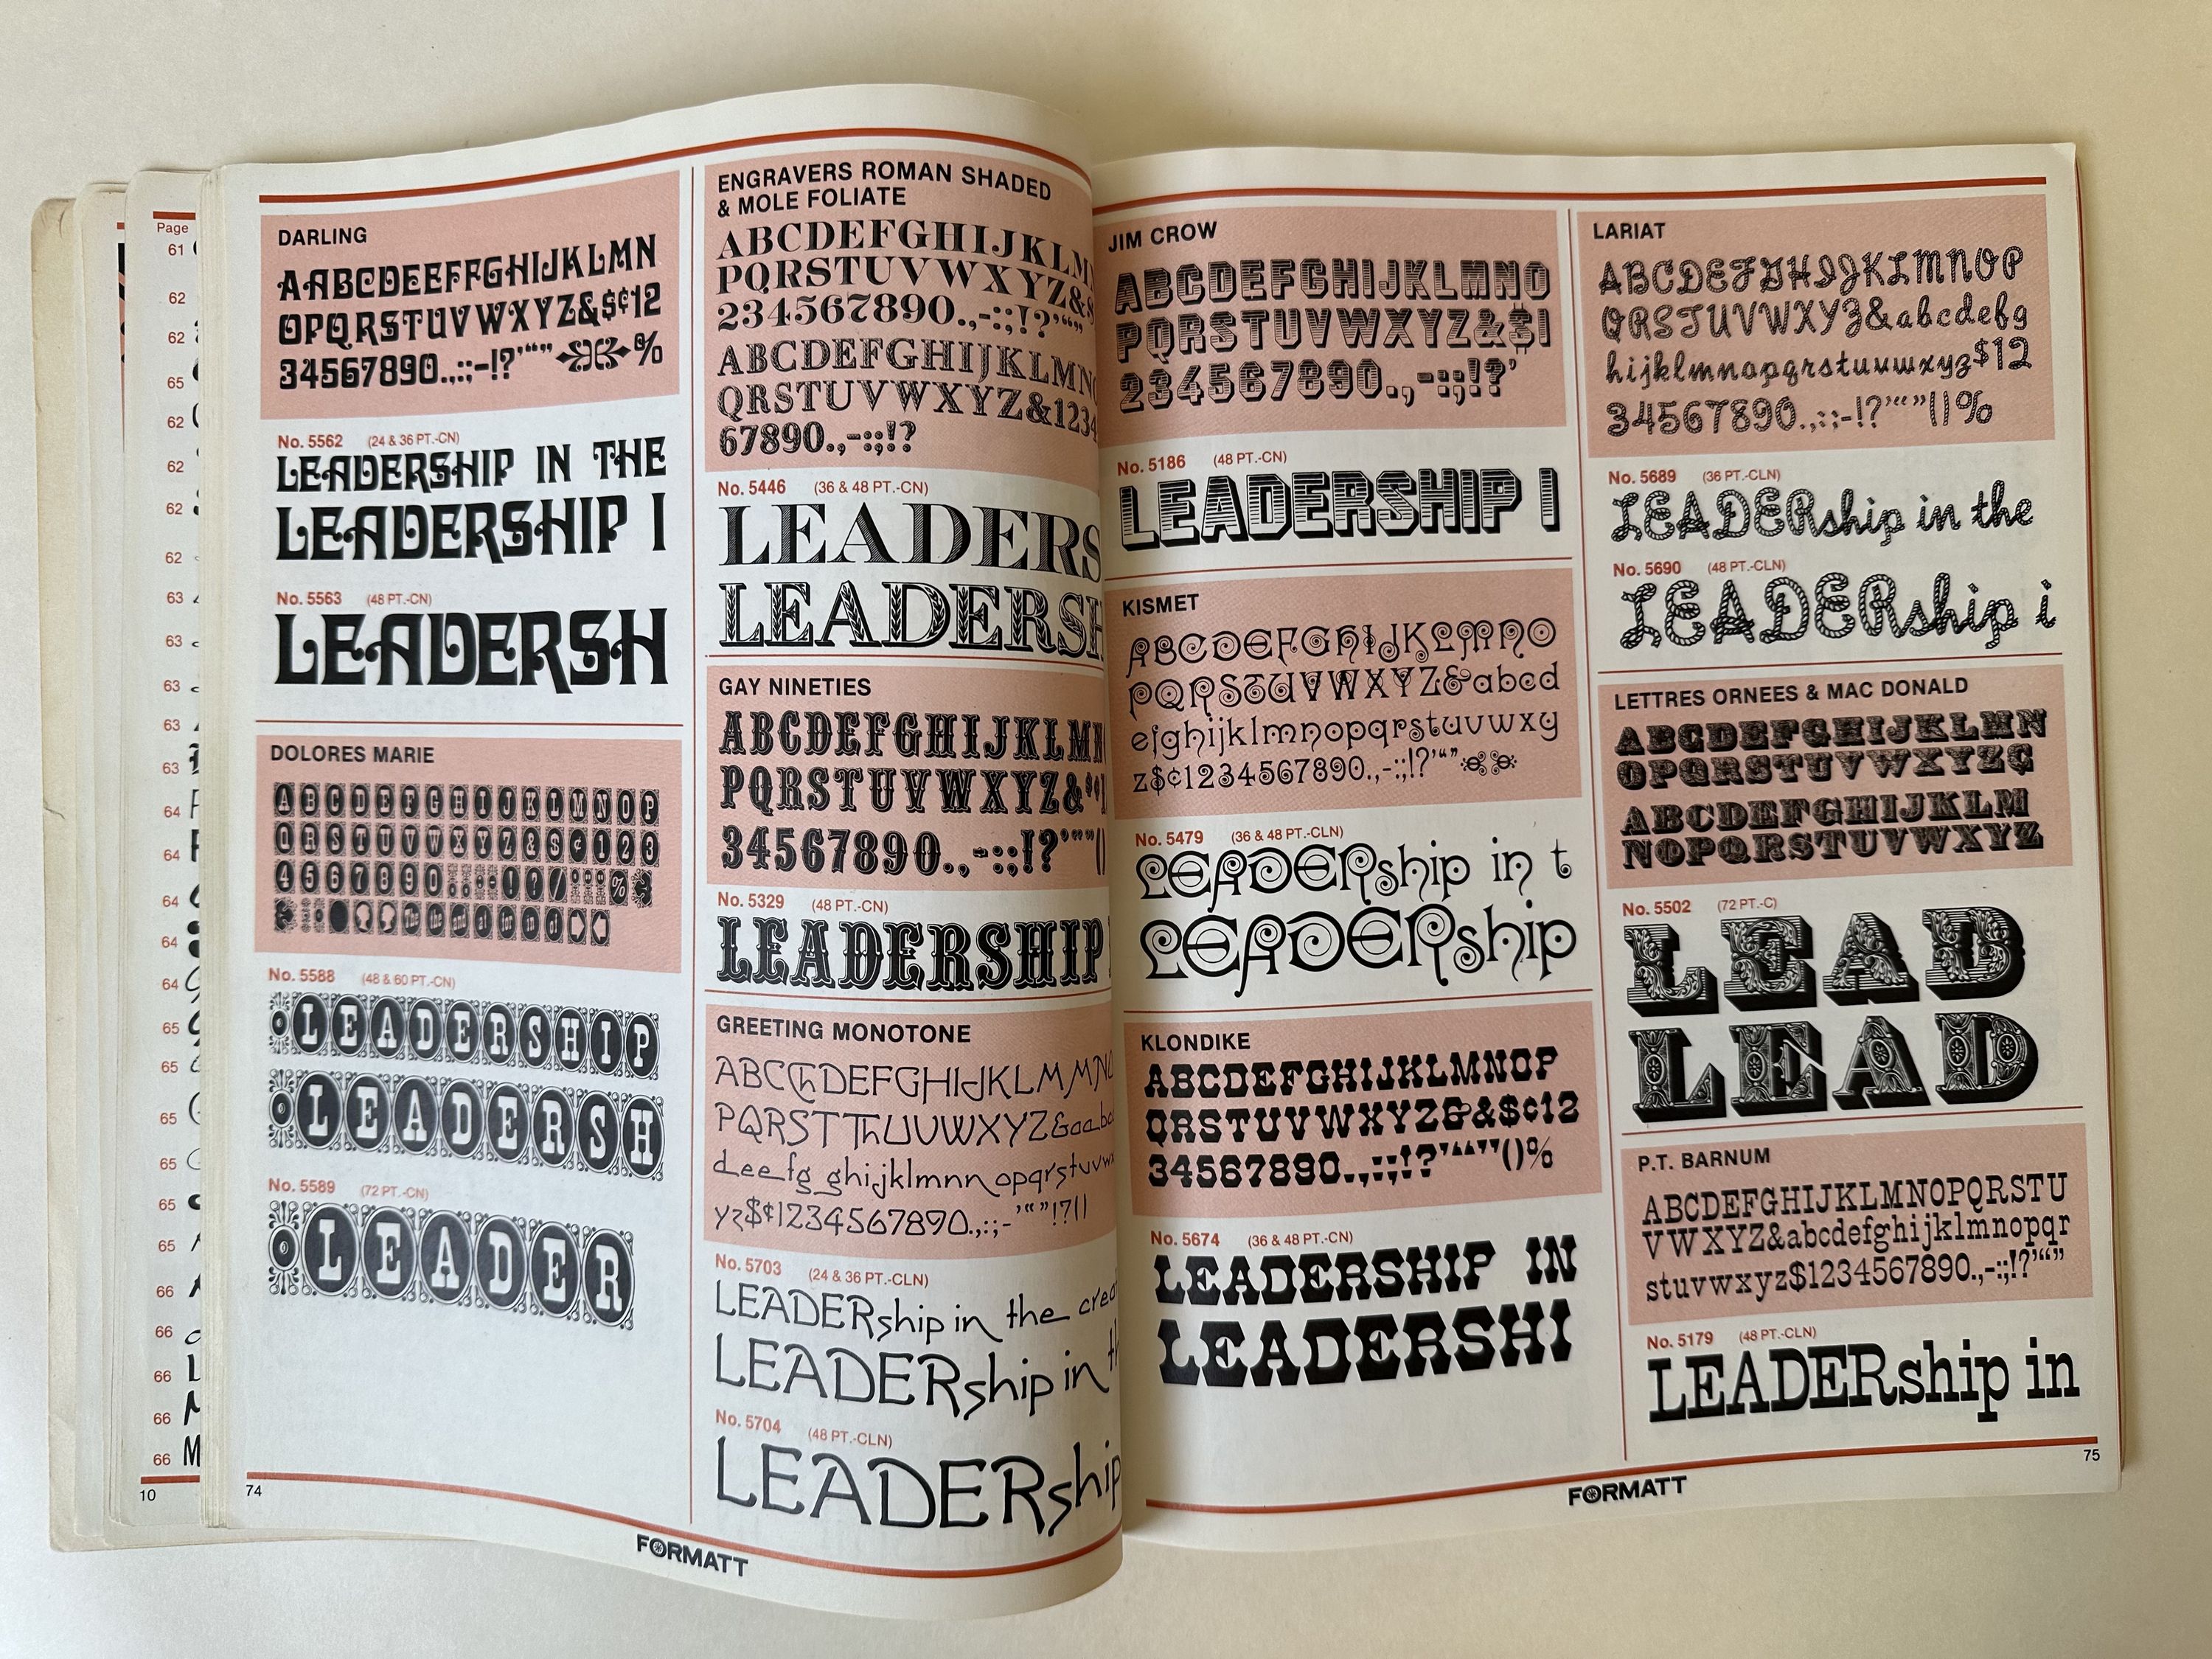 Page
61
62
62
65
62
62
62
62
63
63
63
63
63
64
64
64
64
64
65
65
65
65
65
65
66
66
66
66
66
10
DARLING
AABCDEEFFGHIJKLMN
OPQRSTUVWXYZ&$¢12
34567890.,:;-!?'“” %
No. 5562 (24 & 36 PT.-CN)
LEADERSHIP IN THE
LEADERSHIP I
No. 5563 (48 PT.-CN)
LEADERSH
DOLORES MARIE
ABCDEFGHIJKLMNOP
QRSTUVWXYZ&$¢123
4567890
No. 5588 (48 & 60 PT.-CN)
LEADERSHIP
LEADERSH
No. 5589 (72 PT.-CN)
LEADER
74
ENGRAVERS ROMAN SHADED
& MOLE FOLIATE
ABCDEFGHIJKLM
PQRSTUVWXYZ&$
234567890.,-:;!?'“”
ABCDEFGHIJKLMN
QRSTUVWXYZ&1234
67890.,-:;!?
No. 5446 (36 & 48 PT.-CN)
LEADERS
LEADERSH
GAY NINETIES
ABCDEFGHIJKLMN
PQRSTUVWXYZ&$¢1
34567890.,-:;!?'“”()
No. 5329 (48 PT.-CN)
LEADERSHIP
GREETING MONOTONE
ABCChDEFGHIJKLMMNO
PQRSTThUUVWXYZ&aabc
deefgghijklmnnopqrstuvwx
yz$¢1234567890.,:;-'“”!?()
No. 5703 (24 & 36 PT.-CLN)
LEADERship in the crea
LEADERship in th
No. 5704 (48 PT.-CLN)
LEADERship
FORMATT
JIM CROW
ABCDEFGHIJKLMNO
PQRSTUVWXYZ&$1
234567890.,-:;!?'
No. 5186 (48 PT.-CN)
LEADERSHIP I
KISMET
ABCDEFGHIJKLMNO
PQRSTUVWXYZ&abcd
efghijklmnopqrstuvwxy
z$¢1234567890.,-:;!?'“”
No. 5479 (36 & 48 PT.-CLN)
LEADERship in t
LEADERship
KLONDIKE
ABCDEFGHIJKLMNOP
QRSTUVWXYZ&&$¢12
34567890.,:;!?'“”()%
No. 5674 (36 & 48 PT.-CN)
LEADERSHIP IN
LEADERSHI
LARIAT
ABCDEFGHIJKLMNOP
QRSTUVWXYZ&abcdefg
hijklmnopqrstuvwxyz$12
34567890.,:;-!?'“”()%
No. 5689 (36 PT.-CLN)
LEADERship in the
No. 5690 (48 PT.-CLN)
LEADERship i
LETTRES ORNEES & MAC DONALD
ABCDEFGHIJKLMN
OPQRSTUVWXYZÇ
ABCDEFGHIJKLM
NOPQRSTUVWXYZ
No. 5502 (72 PT.-C)
LEAD
LEAD
P.T. BARNUM
ABCDEFGHIJKLMNOPQRSTU
VWXYZ&abcdefghijklmnopqr
stuvwxyz$1234567890.,-:;!?'“”
No. 5179 (48 PT.-CLN)
LEADERship in
75
FORMATT